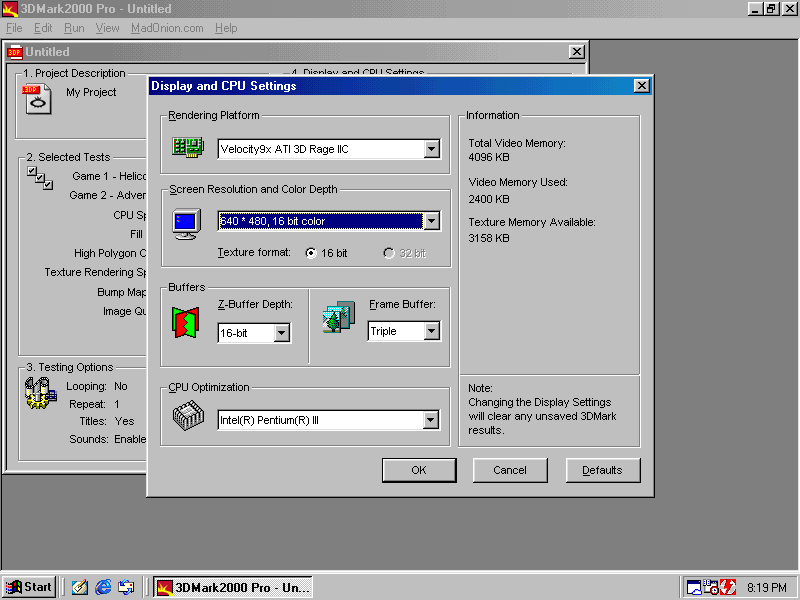 3DMark2000 Pro - Untitled
File Edit Run View MadOnion.com Help
3DP Untitled
1. Project Description
3DP
My Project
2. Selected Tests
Game 1 - Helico
Game 2 - Adver
CPU Sp
Fill
High Polygon C
Texture Rendering Sp
Bump Map
Image Qu
3. Testing Options
Looping: No
Repeat: 1
Titles: Yes
Sounds: Enable
4. Display and CPU Settings
Display and CPU Settings
Rendering Platform
Velocity9x ATI 3D Rage IIC
Screen Resolution and Color Depth
640 * 480, 16 bit color
Texture format: 16 bit 32 bit
Buffers
Z-Buffer Depth:
16-bit
Frame Buffer:
Triple
CPU Optimization
Intel(R) Pentium(R) III
Information
Total Video Memory:
4096 KB
Video Memory Used:
2400 KB
Texture Memory Available:
3158 KB
Note:
Changing the Display Settings
will clear any unsaved 3DMark
results.
OK Cancel Defaults
Start 3DMark2000 Pro - Un... 8:19 PM